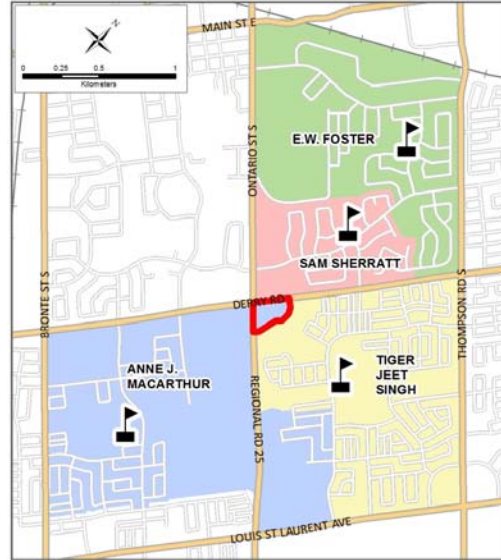 N
0 0.25 0.5 1
Kilometers
MAIN ST E
ONTARIO ST S
E.W. FOSTER
SAM SHERRATT
BRONTE ST S
DERRY RD
THOMPSON RD S
ANNE J.
MACARTHUR
TIGER
JEET
SINGH
REGIONAL RD 25
LOUIS ST LAURENT AVE